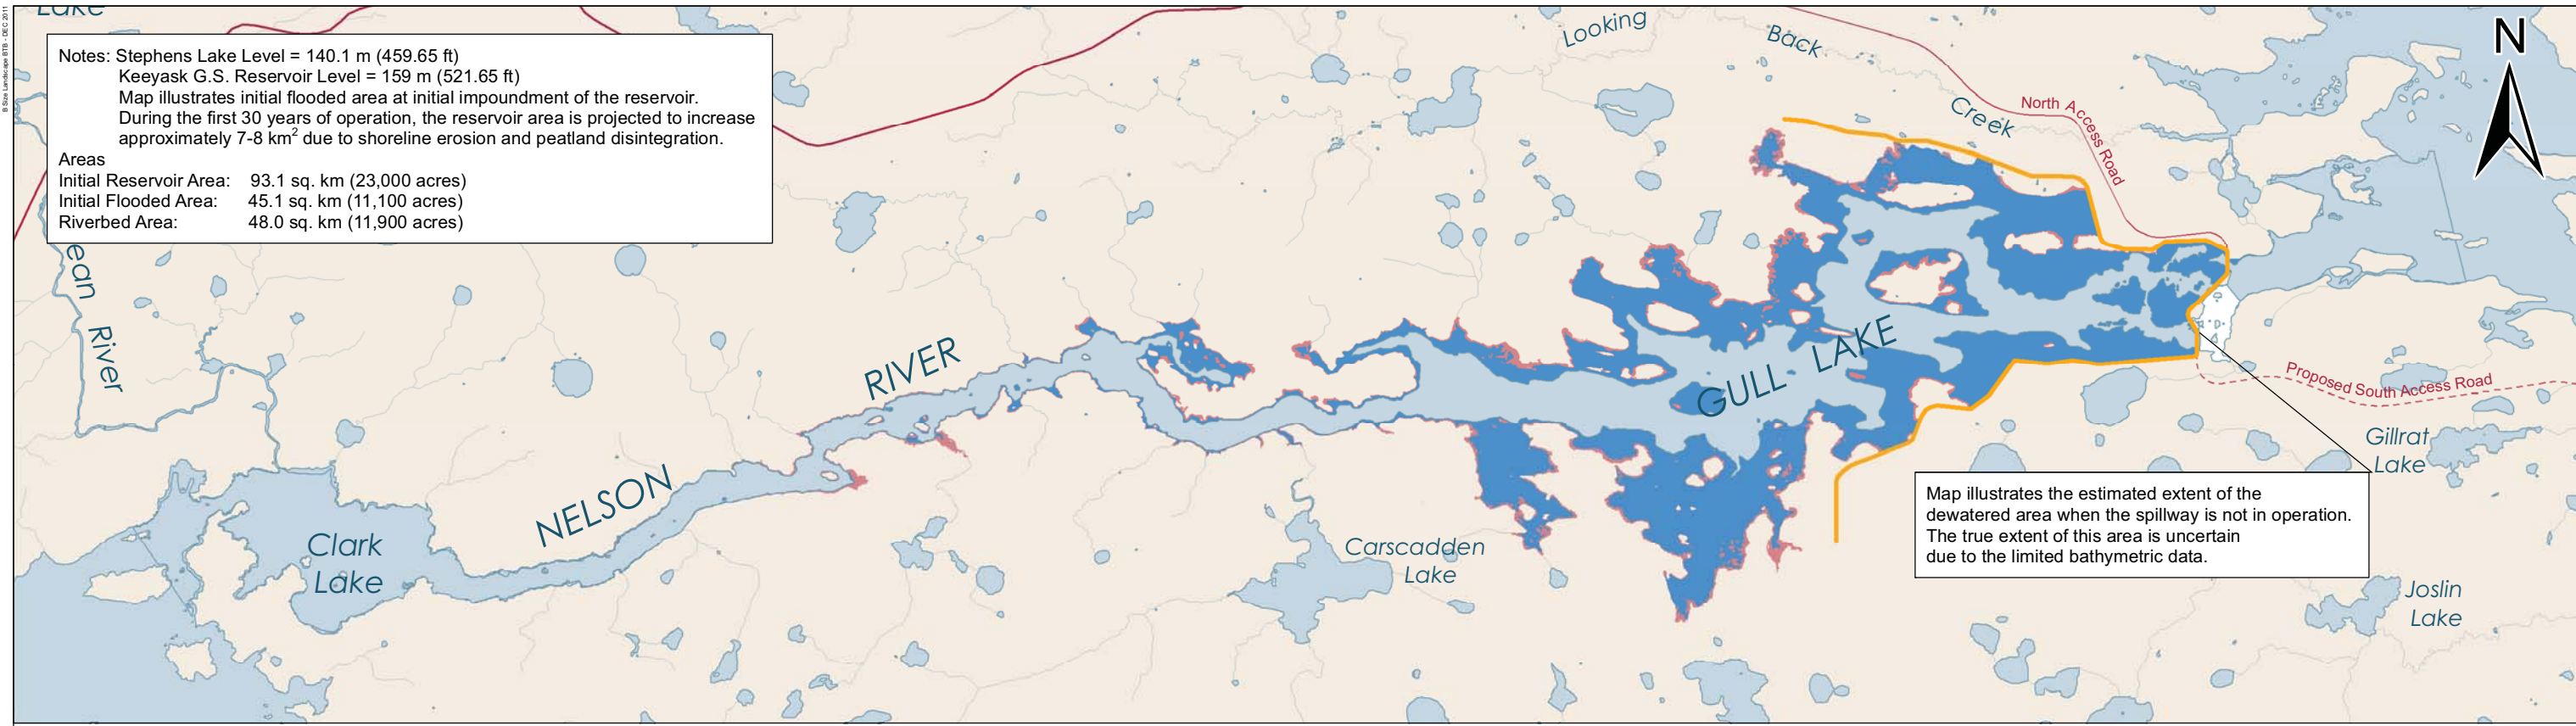 B Size Landscape BTB - DEC 2011
Lake
Notes: Stephens Lake Level = 140.1 m (459.65 ft)
Keeyask G.S. Reservoir Level = 159 m (521.65 ft)
Map illustrates initial flooded area at initial impoundment of the reservoir.
During the first 30 years of operation, the reservoir area is projected to increase
approximately 7-8 km² due to shoreline erosion and peatland disintegration.
Areas
Initial Reservoir Area: 93.1 sq. km (23,000 acres)
Initial Flooded Area: 45.1 sq. km (11,100 acres)
Riverbed Area: 48.0 sq. km (11,900 acres)
Looking
Back
Creek
North Access Road
N
ean
River
NELSON
RIVER
GULL LAKE
Proposed South Access Road
Gillrat
Lake
Clark
Lake
Carscadden
Lake
Map illustrates the estimated extent of the
dewatered area when the spillway is not in operation.
The true extent of this area is uncertain
due to the limited bathymetric data.
Joslin
Lake